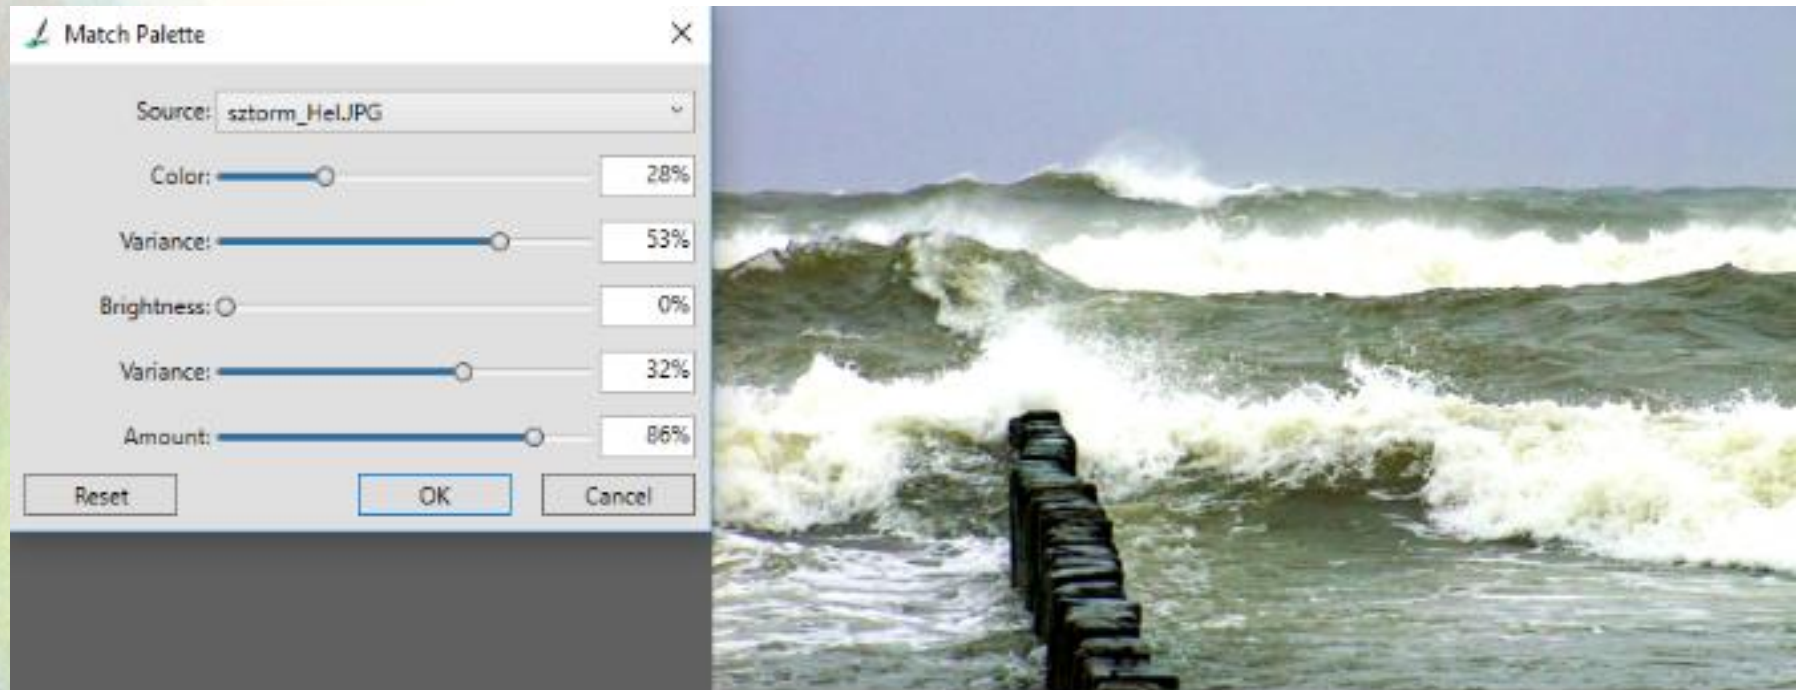 Match Palette
Source: sztorm_Hel.JPG
Color: 28%
Variance: 53%
Brightness: 0%
Variance: 32%
Amount: 86%
Reset OK Cancel